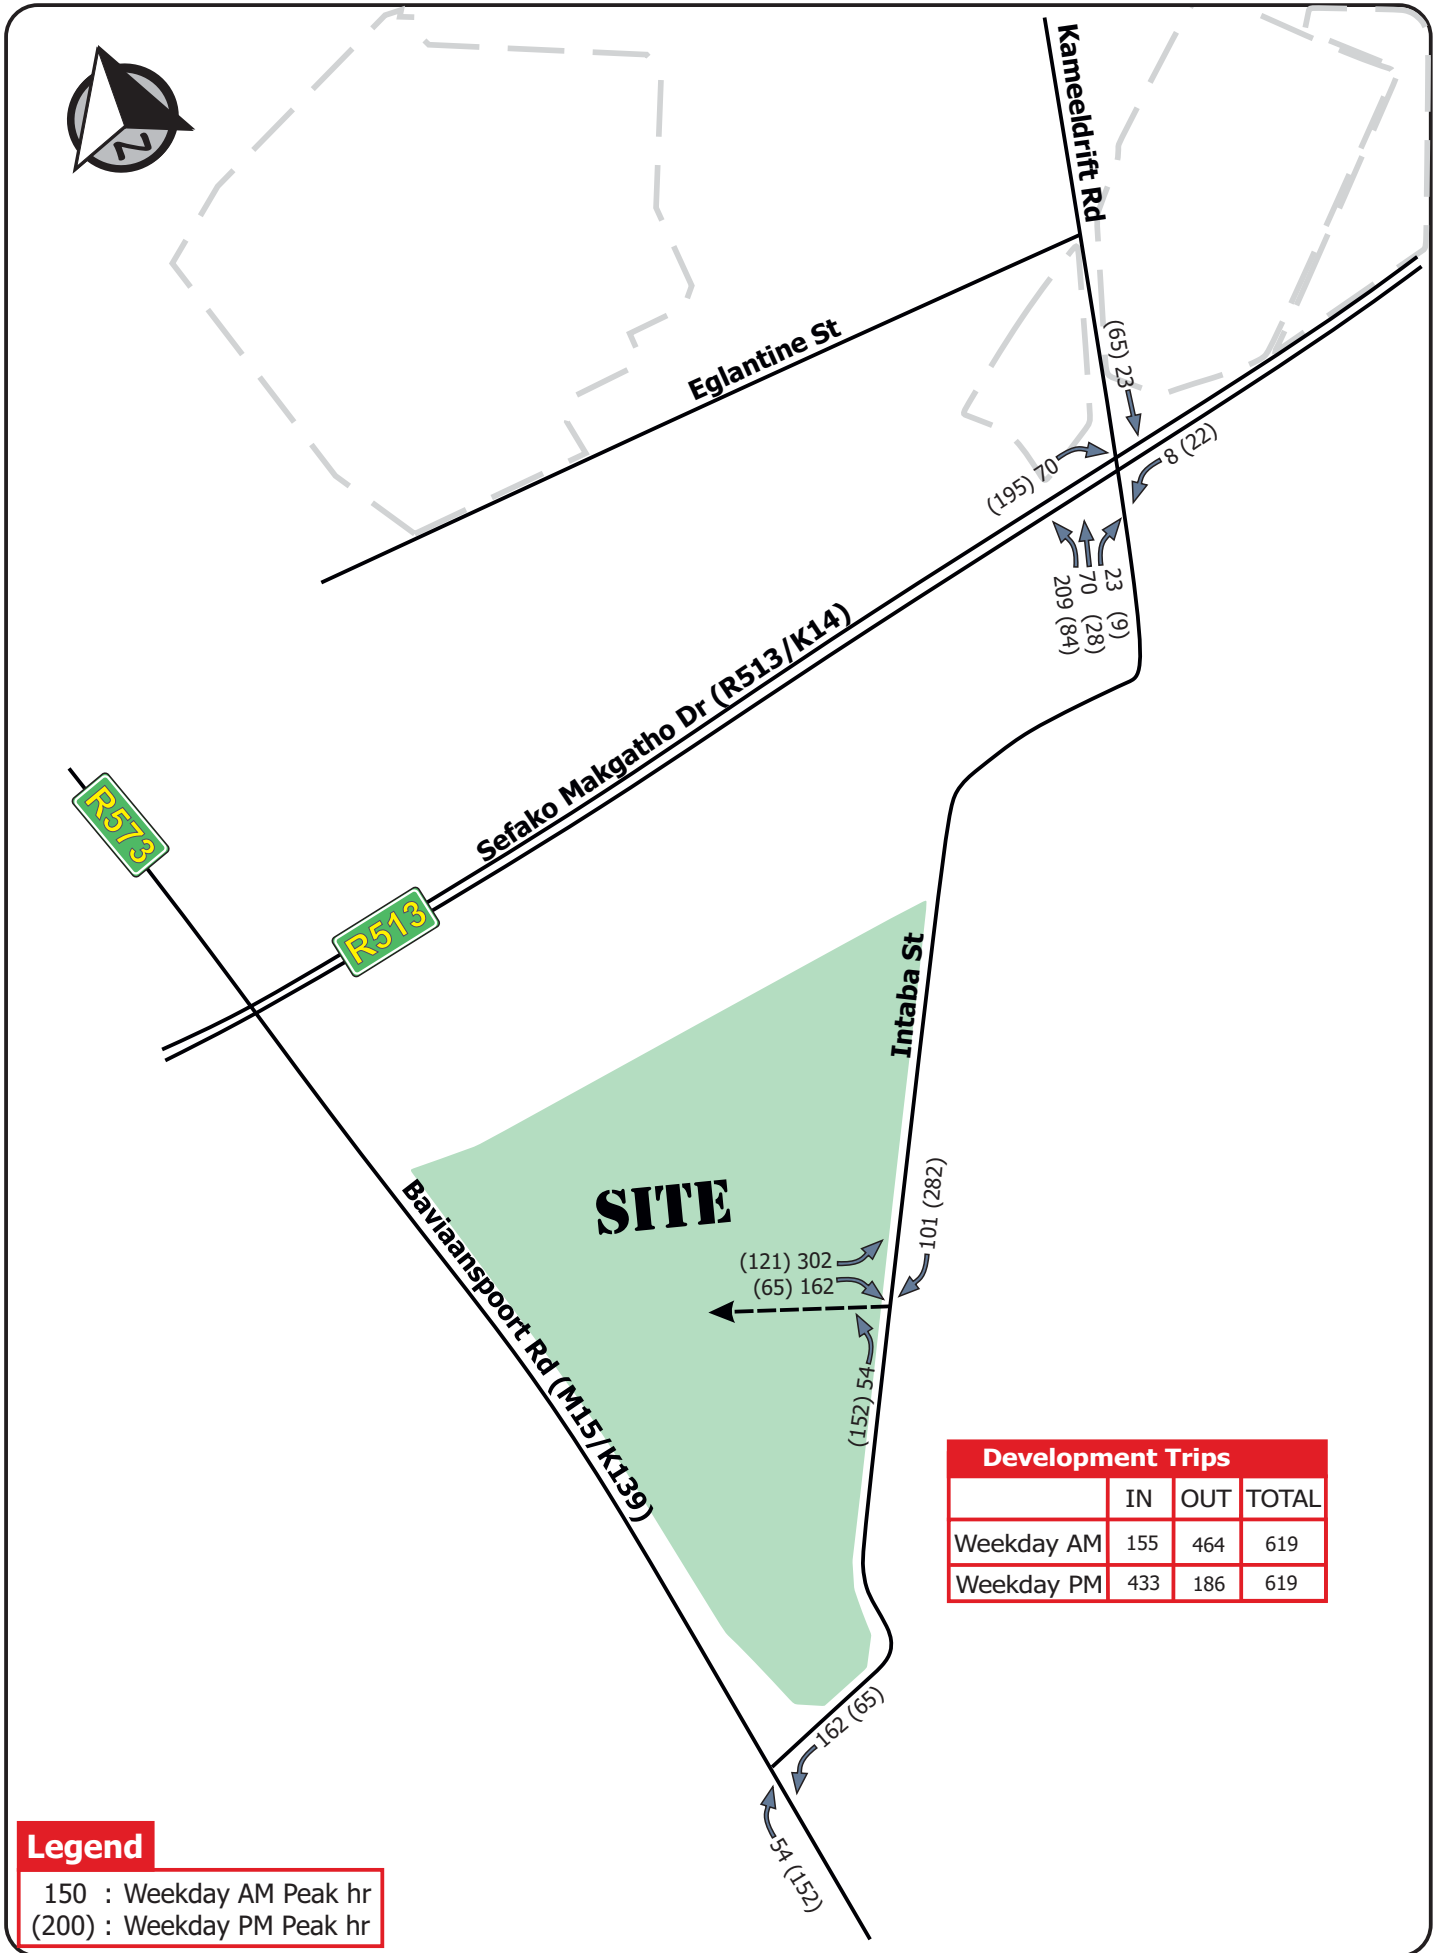 N
Kameeldrift Rd
Eglantine St
(65) 23
(195) 70
8 (22)
209 (84)
70 (28)
23 (9)
Sefako Makgatho Dr (R513/K14)
R573
R513
Intaba St
SITE
Baviaanspoort Rd (M15/K139)
101 (282)
(121) 302
(65) 162
(152) 54
Development Trips
IN OUT TOTAL
Weekday AM 155 464 619
Weekday PM 433 186 619
162 (65)
54 (152)
Legend
150 : Weekday AM Peak hr
(200) : Weekday PM Peak hr